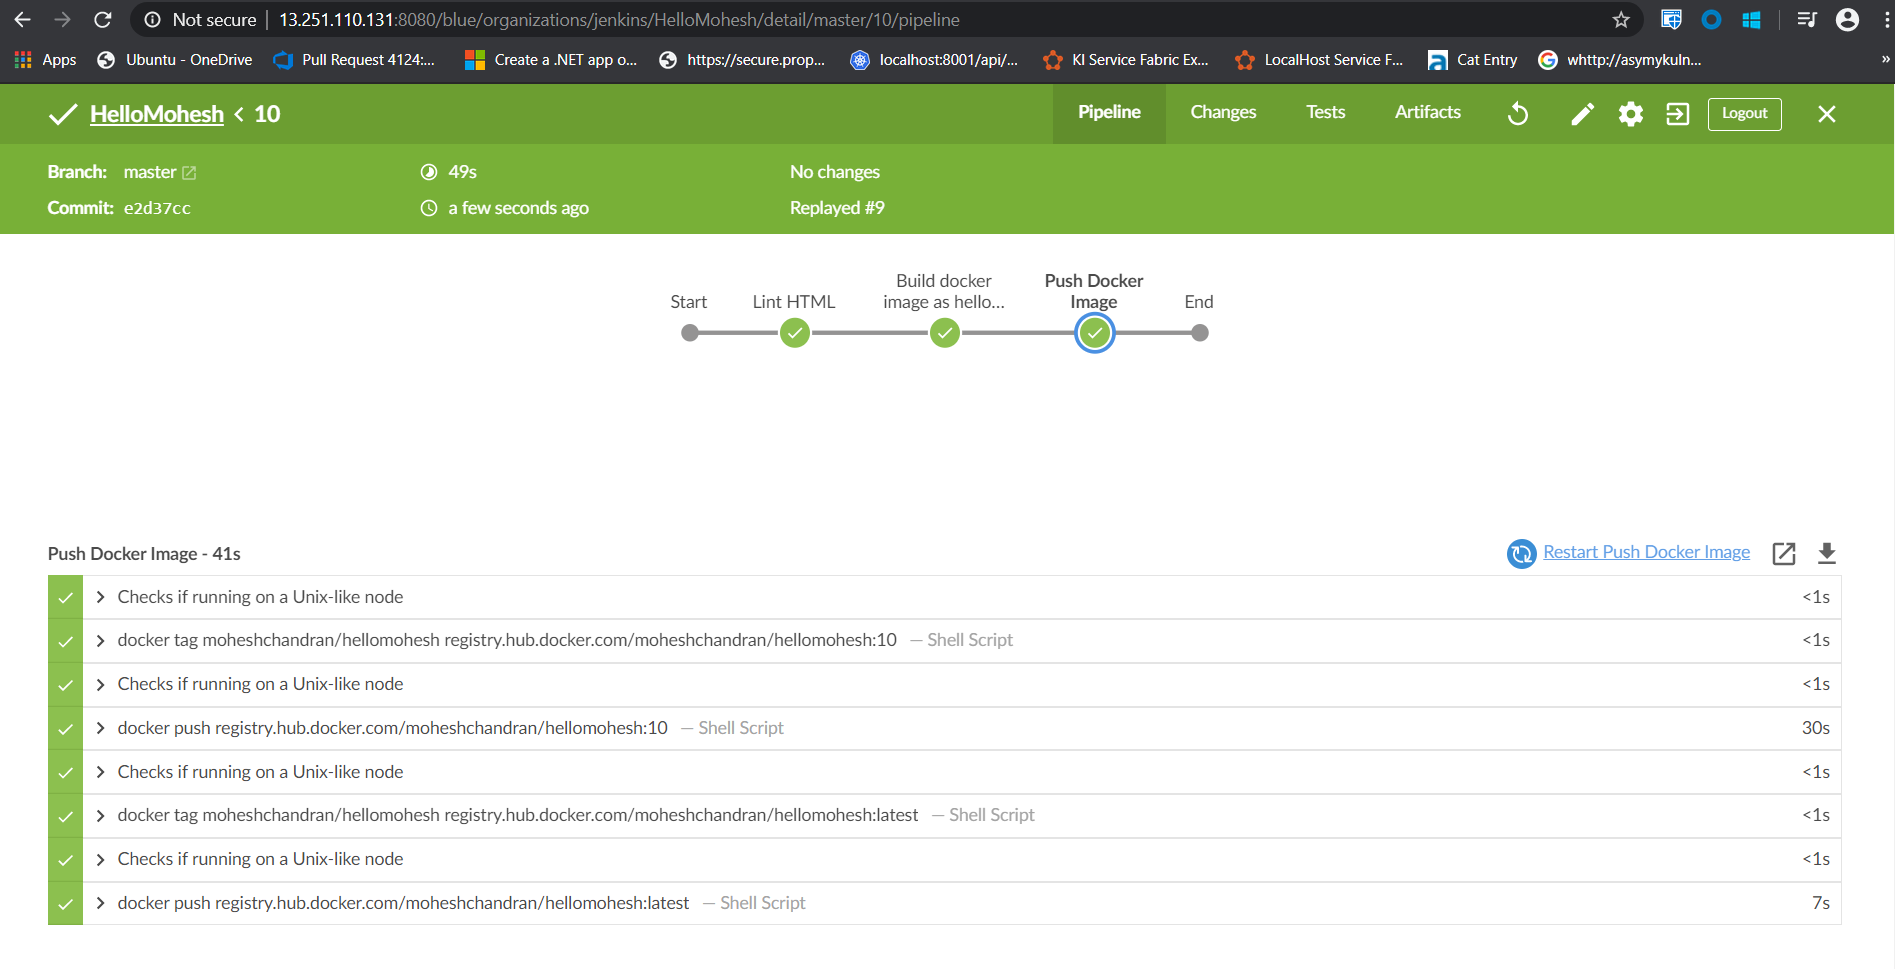 Not secure | 13.251.110.131:8080/blue/organizations/jenkins/HelloMohesh/detail/master/10/pipeline
Apps Ubuntu - OneDrive Pull Request 4124:... Create a .NET app o... https://secure.prop... localhost:8001/api/... KI Service Fabric Ex... LocalHost Service F... Cat Entry whttp://asymykuln... »
HelloMohesh < 10 Pipeline Changes Tests Artifacts Logout
Branch: master 49s No changes
Commit: e2d37cc a few seconds ago Replayed #9
Start Lint HTML Build docker image as hello... Push Docker Image End
Push Docker Image - 41s Restart Push Docker Image
Checks if running on a Unix-like node <1s
docker tag moheshchandran/hellomohesh registry.hub.docker.com/moheshchandran/hellomohesh:10 — Shell Script <1s
Checks if running on a Unix-like node <1s
docker push registry.hub.docker.com/moheshchandran/hellomohesh:10 — Shell Script 30s
Checks if running on a Unix-like node <1s
docker tag moheshchandran/hellomohesh registry.hub.docker.com/moheshchandran/hellomohesh:latest — Shell Script <1s
Checks if running on a Unix-like node <1s
docker push registry.hub.docker.com/moheshchandran/hellomohesh:latest — Shell Script 7s